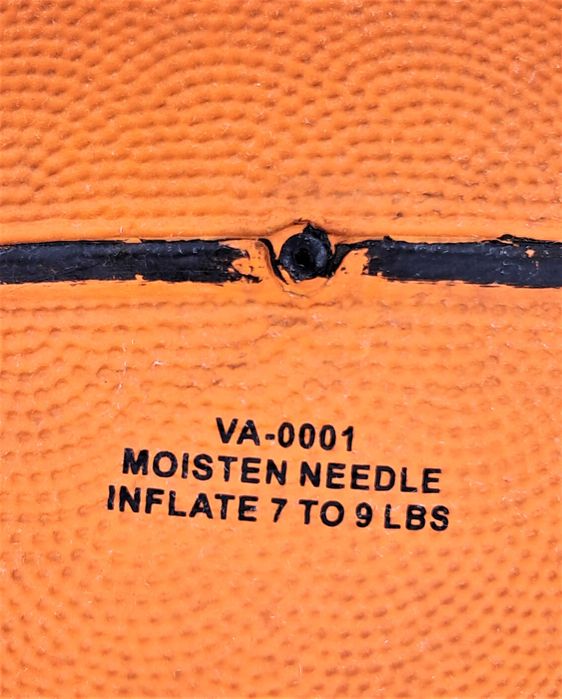 VA-0001
MOISTEN NEEDLE
INFLATE 7 TO 9 LBS